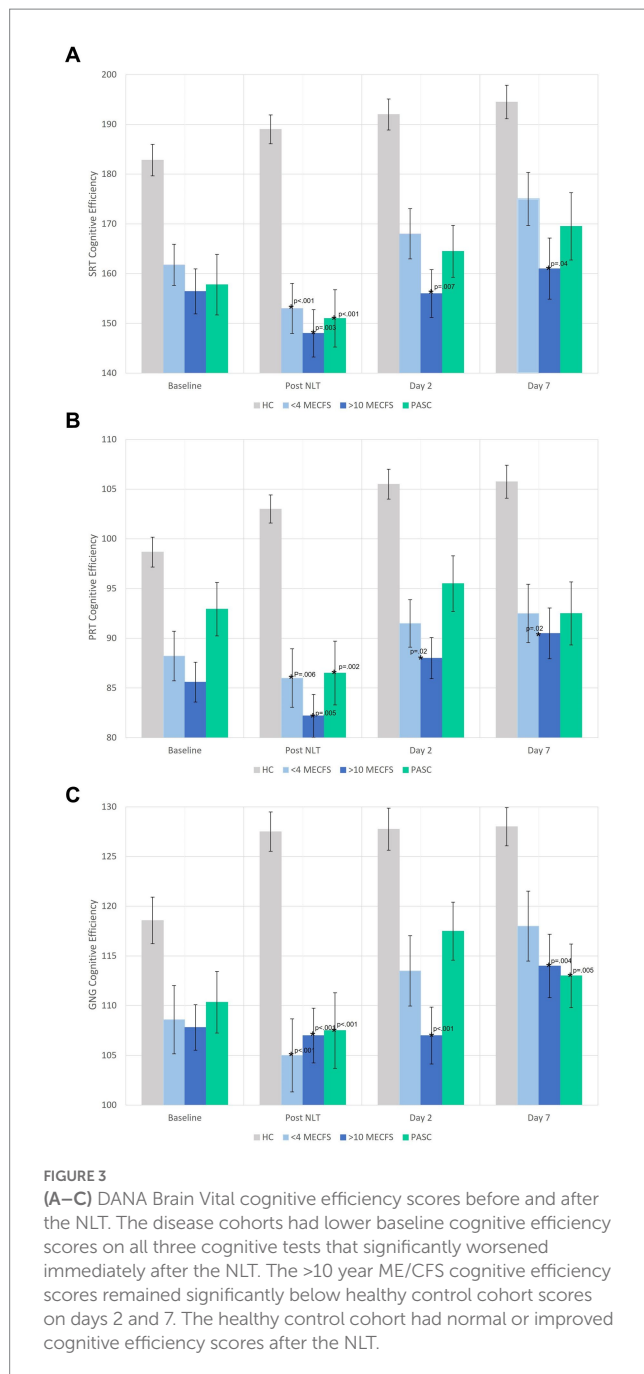 A
200
190
180
170
160
150
140
SRT Cognitive Efficiency
p<.001
p=.003
p<.001
p=.007
p=.04
Baseline Post NLT Day 2 Day 7
HC <4 MECFS >10 MECFS PASC
B
110
105
100
95
90
85
80
PRT Cognitive Efficiency
P=.006
p=.005
p=.002
p=.02
p=.02
Baseline Post NLT Day 2 Day 7
HC <4 MECFS >10 MECFS PASC
C
130
125
120
115
110
105
100
GNG Cognitive Efficiency
p<.001
p<.001
p<.001
p<.001
p=.004
p=.005
Baseline Post NLT Day 2 Day 7
HC <4 MECFS >10 MECFS PASC
FIGURE 3
(A–C) DANA Brain Vital cognitive efficiency scores before and after
the NLT. The disease cohorts had lower baseline cognitive efficiency
scores on all three cognitive tests that significantly worsened
immediately after the NLT. The >10 year ME/CFS cognitive efficiency
scores remained significantly below healthy control cohort scores
on days 2 and 7. The healthy control cohort had normal or improved
cognitive efficiency scores after the NLT.